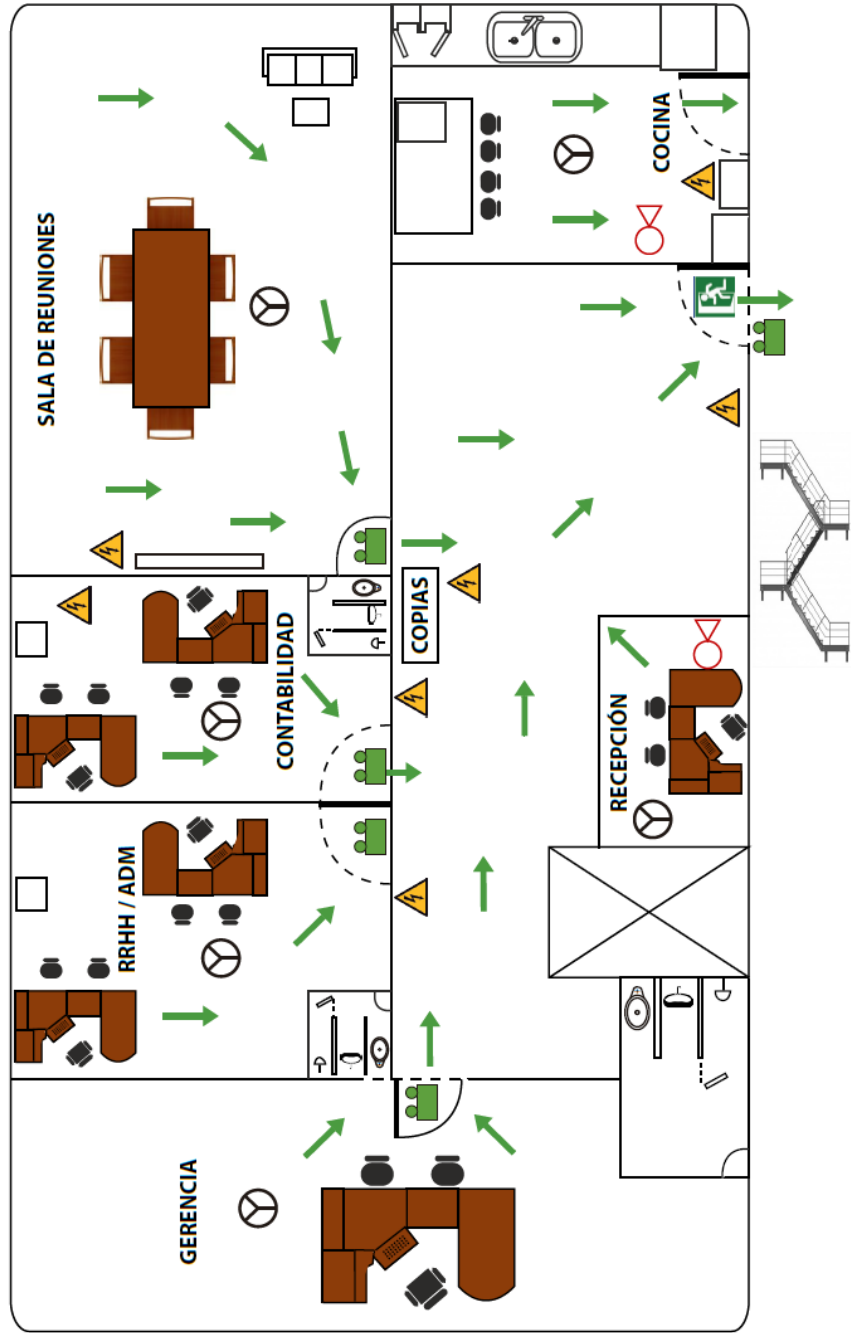 SALA DE REUNIONES
COCINA
COPIAS
CONTABILIDAD
RECEPCIÓN
RRHH / ADM
GERENCIA